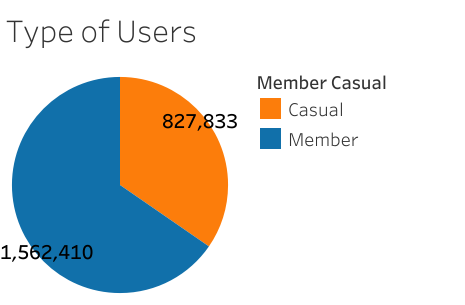 Type of Users
Member Casual
Casual
Member
827,833
1,562,410